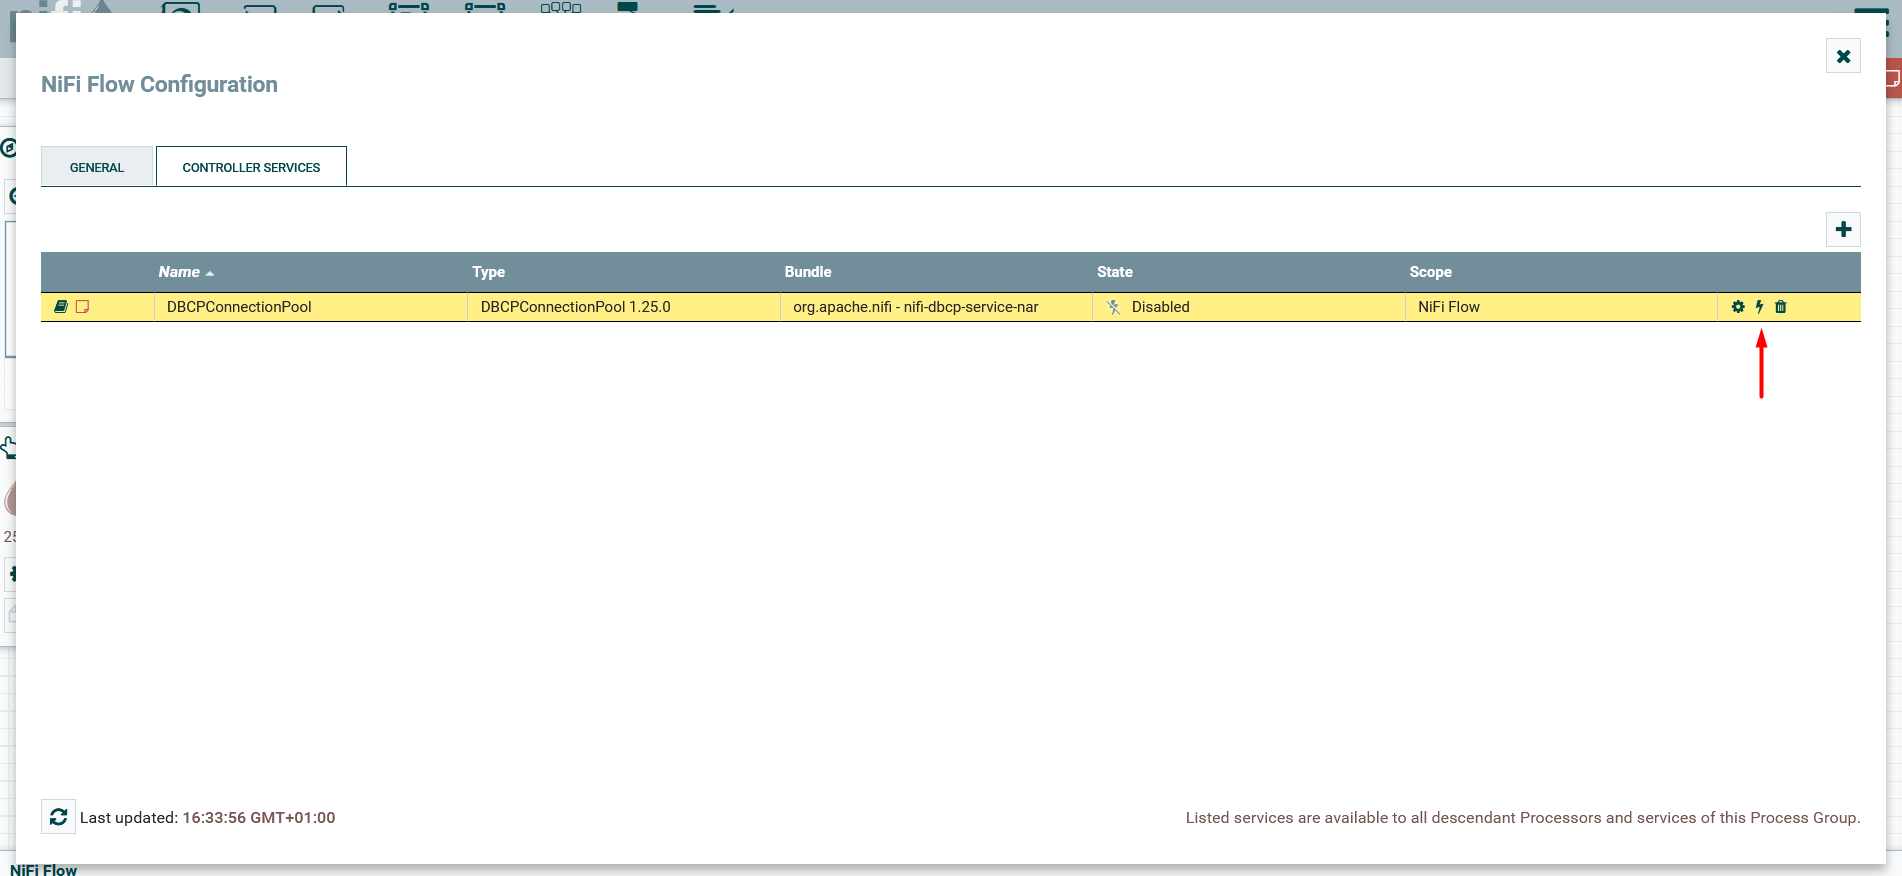 NiFi Flow Configuration
GENERAL
CONTROLLER SERVICES
Name Type Bundle State Scope
DBCPConnectionPool DBCPConnectionPool 1.25.0 org.apache.nifi - nifi-dbcp-service-nar Disabled NiFi Flow
25
Last updated: 16:33:56 GMT+01:00
Listed services are available to all descendant Processors and services of this Process Group.
NiFi Flow